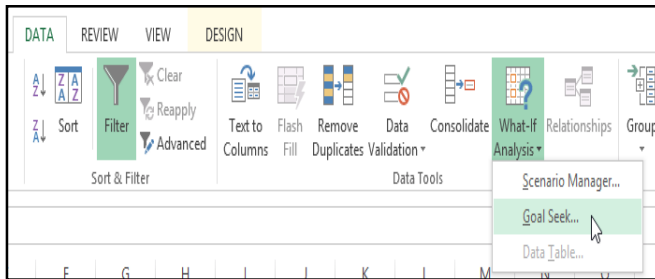 DATA REVIEW VIEW DESIGN
A Z Z A A Z Sort
Z A
Filter
Clear
Reapply
Advanced
Sort & Filter
Text to Columns
Flash Fill
Remove Duplicates
Data Validation
Consolidate
What-If Analysis
Relationships
Group
Data Tools
Scenario Manager...
Goal Seek...
Data Table...
F G H I J K L M N O